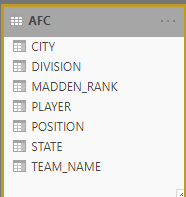 AFC
CITY
DIVISION
MADDEN_RANK
PLAYER
POSITION
STATE
TEAM_NAME